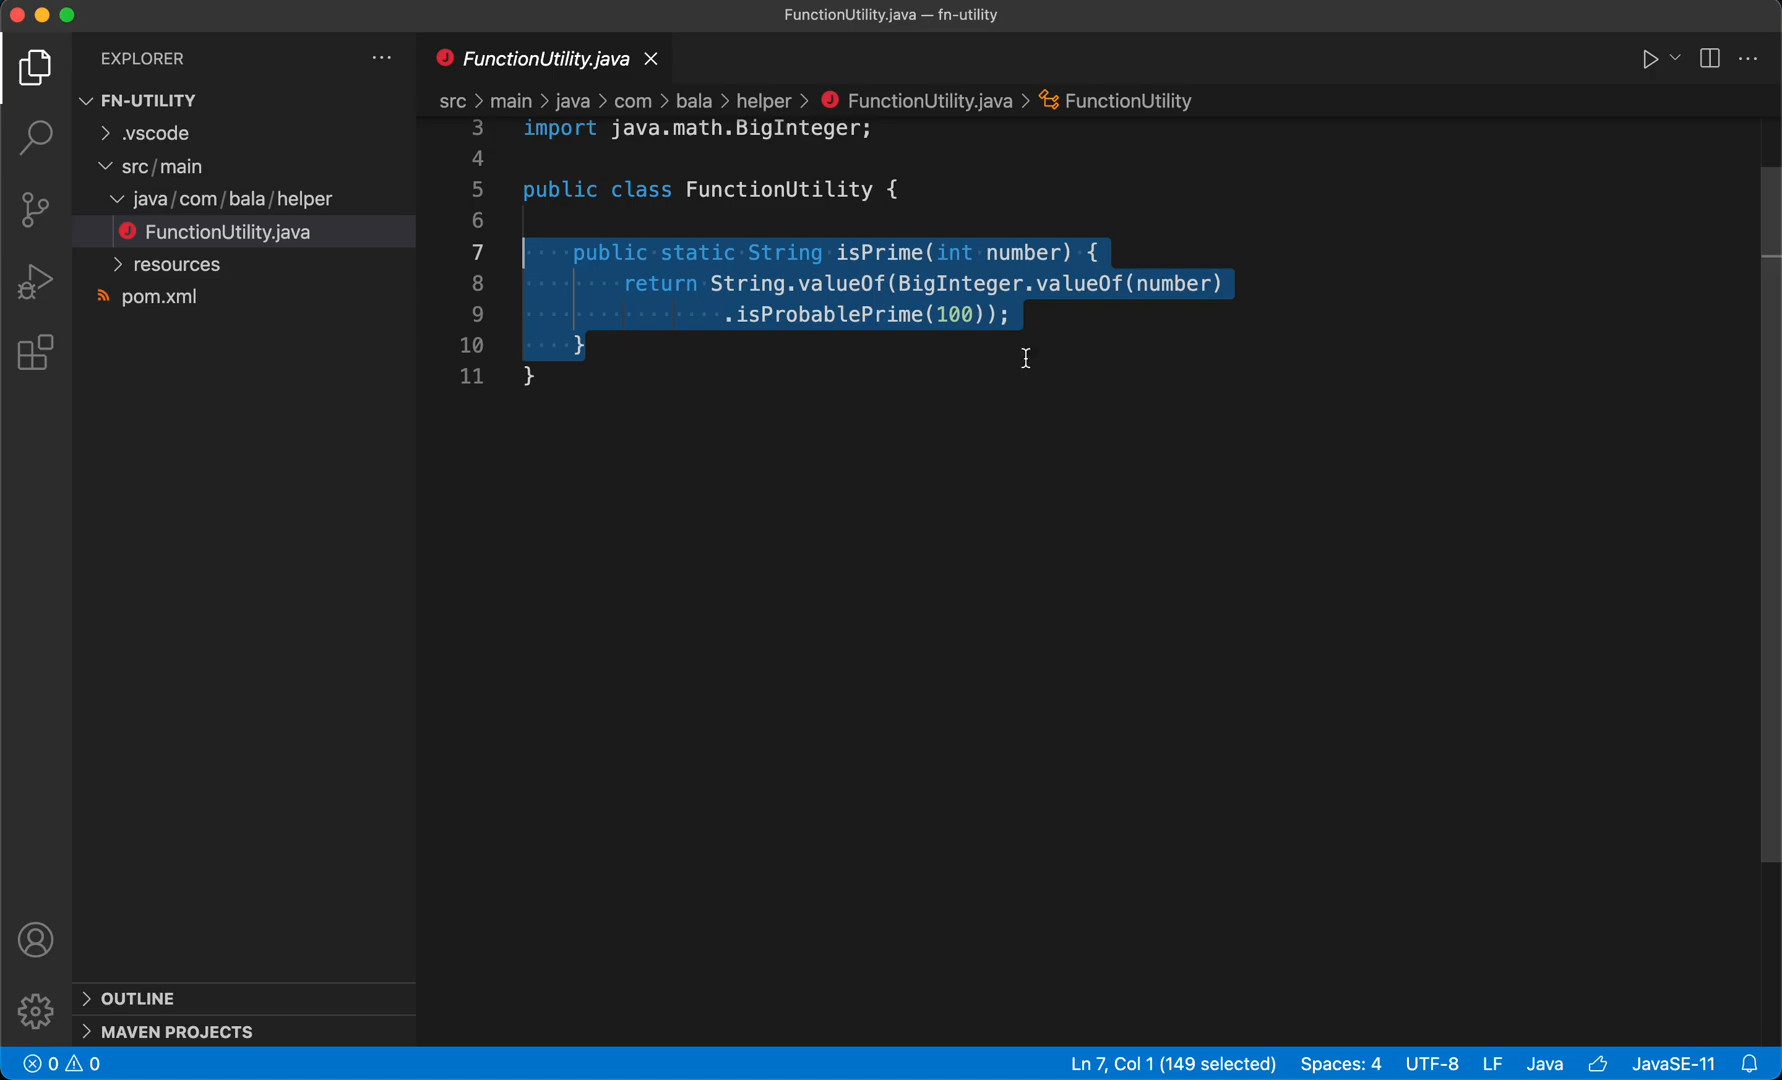 FunctionUtility.java — fn-utility
EXPLORER
FN-UTILITY
.vscode
src/main
java/com/bala/helper
FunctionUtility.java
resources
pom.xml
OUTLINE
MAVEN PROJECTS
FunctionUtility.java
src > main > java > com > bala > helper > FunctionUtility.java > FunctionUtility
3 import java.math.BigInteger;
4
5 public class FunctionUtility {
6
7 public static String isPrime(int number) {
8 return String.valueOf(BigInteger.valueOf(number)
9 .isProbablePrime(100));
10 }
11 }
0 0 Ln 7, Col 1 (149 selected) Spaces: 4 UTF-8 LF Java JavaSE-11